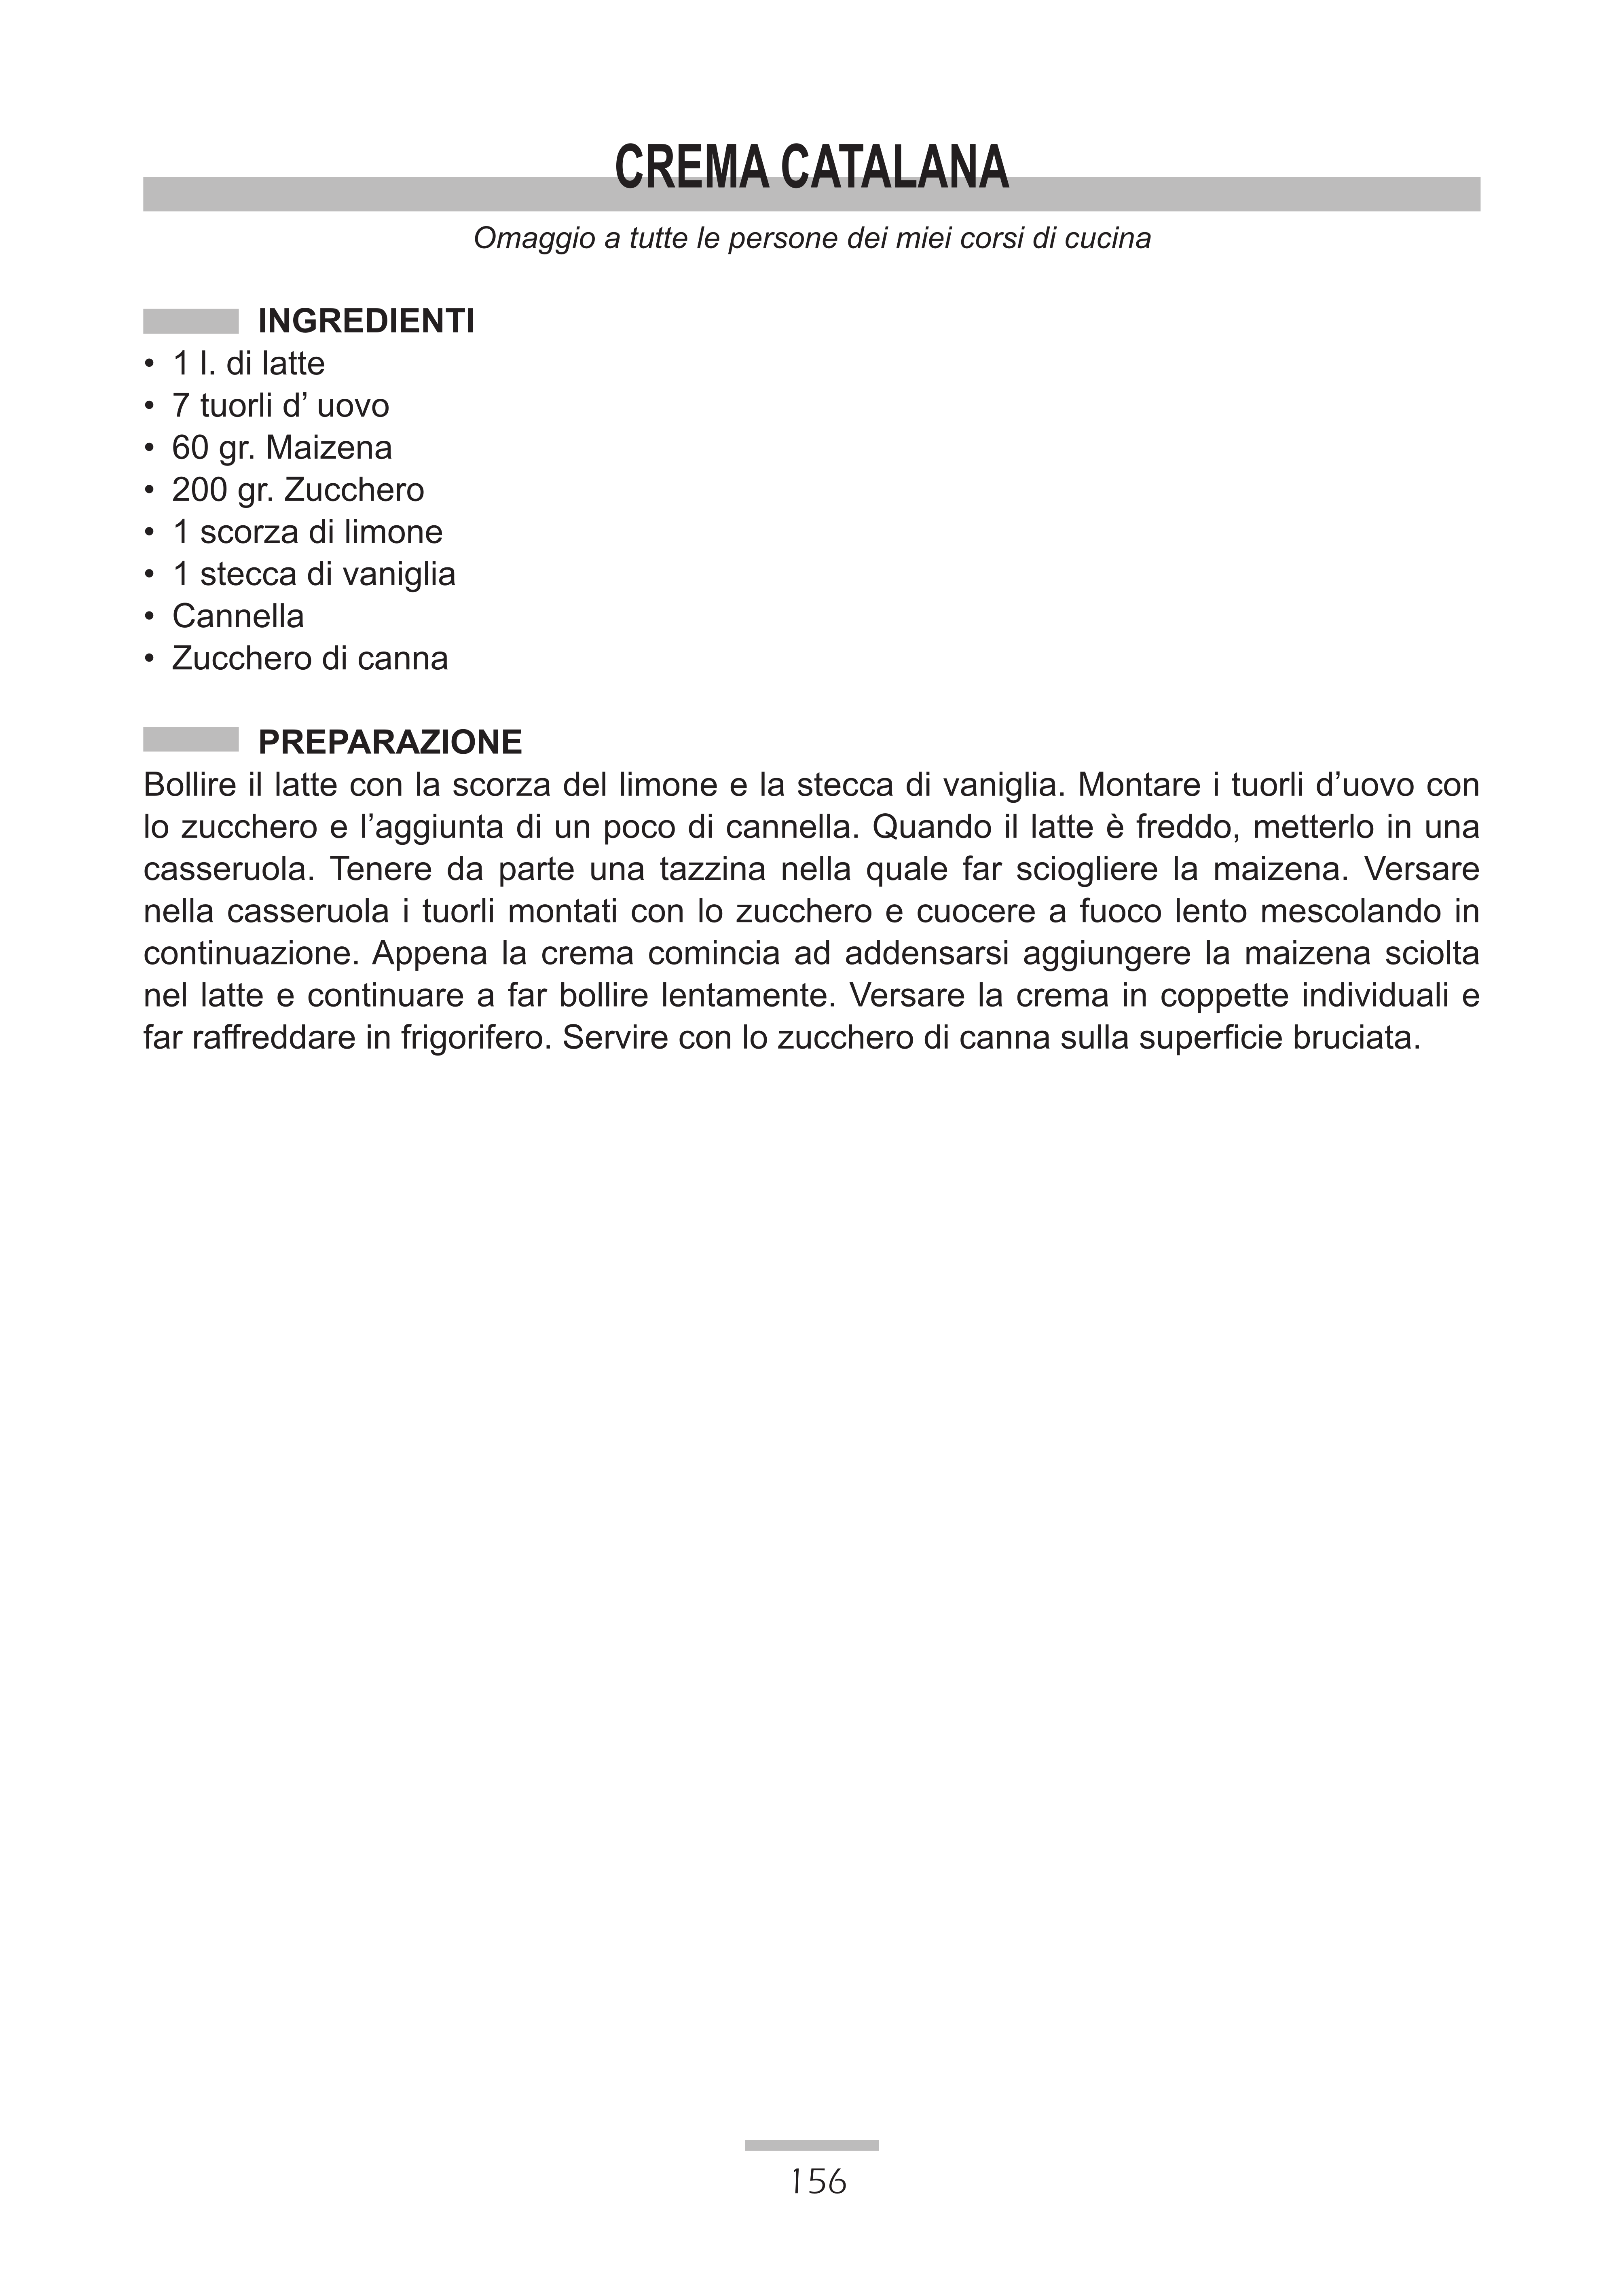 CREMA CATALANA
Omaggio a tutte le persone dei miei corsi di cucina
INGREDIENTI
• 1 l. di latte
• 7 tuorli d’ uovo
• 60 gr. Maizena
• 200 gr. Zucchero
• 1 scorza di limone
• 1 stecca di vaniglia
• Cannella
• Zucchero di canna
PREPARAZIONE
Bollire il latte con la scorza del limone e la stecca di vaniglia. Montare i tuorli d’uovo con
lo zucchero e l’aggiunta di un poco di cannella. Quando il latte è freddo, metterlo in una
casseruola. Tenere da parte una tazzina nella quale far sciogliere la maizena. Versare
nella casseruola i tuorli montati con lo zucchero e cuocere a fuoco lento mescolando in
continuazione. Appena la crema comincia ad addensarsi aggiungere la maizena sciolta
nel latte e continuare a far bollire lentamente. Versare la crema in coppette individuali e
far raffreddare in frigorifero. Servire con lo zucchero di canna sulla superficie bruciata.
156